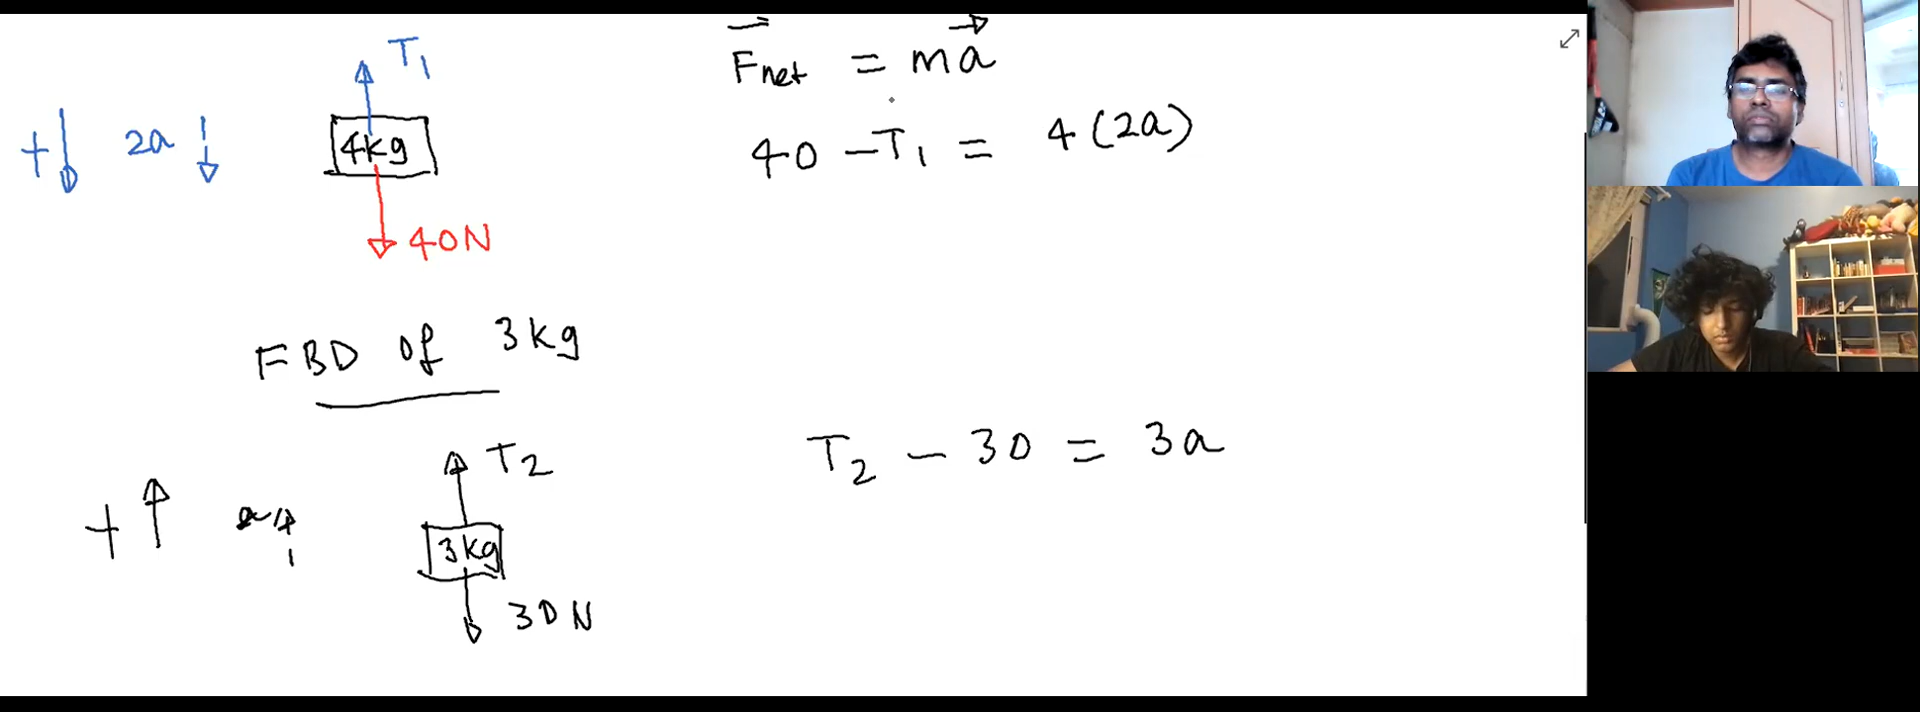 T₁
+ 2a
4kg
40N
Fnet = ma
40 − T₁ = 4(2a)
FBD of 3kg
T₂
+ a
3kg
30N
T₂ − 30 = 3a